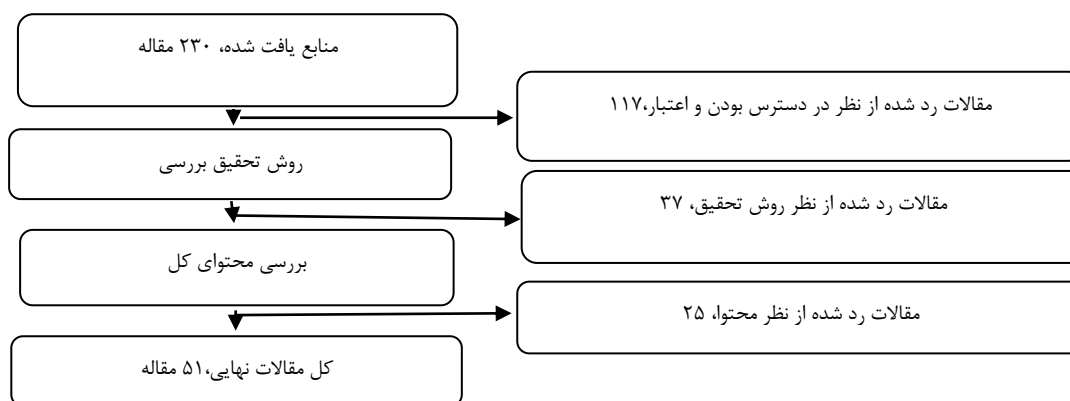 منابع یافت شده، ۲۳۰ مقاله
مقالات رد شده از نظر در دسترس بودن و اعتبار،۱۱۷
روش تحقیق بررسی
مقالات رد شده از نظر روش تحقیق، ۳۷
بررسی محتوای کل
مقالات رد شده از نظر محتوا، ۲۵
کل مقالات نهایی،۵۱ مقاله